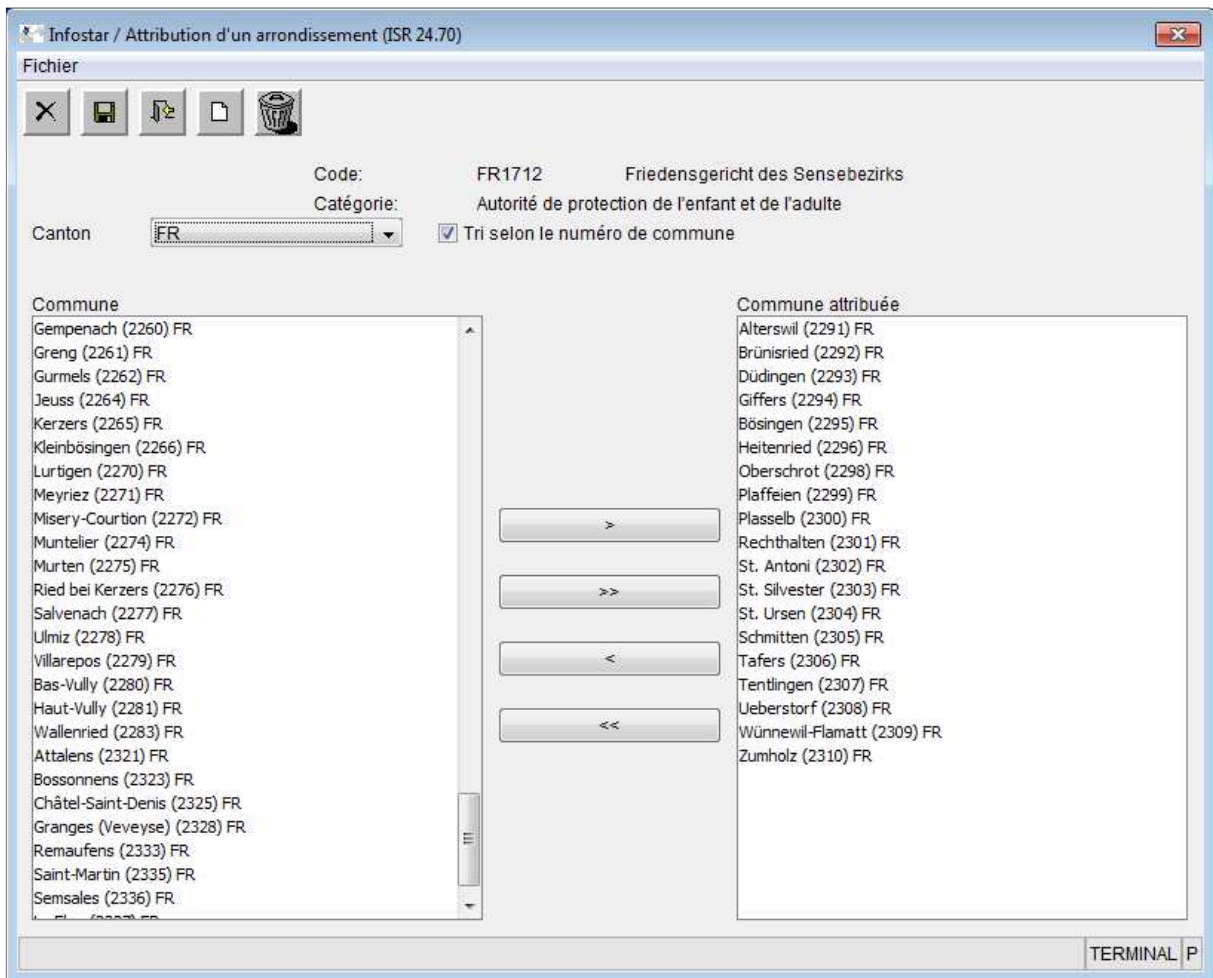 Infostar / Attribution d'un arrondissement (ISR 24.70)
Fichier
Code: FR1712 Friedensgericht des Sensebezirks
Catégorie: Autorité de protection de l'enfant et de l'adulte
Canton FR Tri selon le numéro de commune
Commune
Gempenach (2260) FR
Greng (2261) FR
Gurmels (2262) FR
Jeuss (2264) FR
Kerzers (2265) FR
Kleinbösingen (2266) FR
Lurtigen (2270) FR
Meyriez (2271) FR
Misery-Courtion (2272) FR
Muntelier (2274) FR
Murten (2275) FR
Ried bei Kerzers (2276) FR
Salvenach (2277) FR
Ulmiz (2278) FR
Villarepos (2279) FR
Bas-Vully (2280) FR
Haut-Vully (2281) FR
Wallenried (2283) FR
Attalens (2321) FR
Bossonnens (2323) FR
Châtel-Saint-Denis (2325) FR
Granges (Veveyse) (2328) FR
Remaufens (2333) FR
Saint-Martin (2335) FR
Semsales (2336) FR
>
>>
<
<<
Commune attribuée
Alterswil (2291) FR
Brünisried (2292) FR
Düdingen (2293) FR
Giffers (2294) FR
Bösingen (2295) FR
Heitenried (2296) FR
Oberschrot (2298) FR
Plaffeien (2299) FR
Plasselb (2300) FR
Rechthalten (2301) FR
St. Antoni (2302) FR
St. Silvester (2303) FR
St. Ursen (2304) FR
Schmitten (2305) FR
Tafers (2306) FR
Tentlingen (2307) FR
Ueberstorf (2308) FR
Wünnewil-Flamatt (2309) FR
Zumholz (2310) FR
TERMINAL P